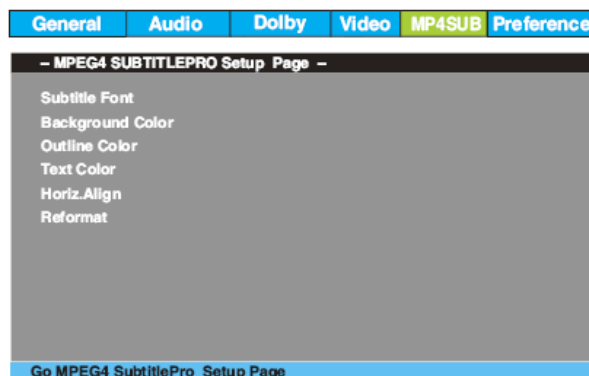 General Audio Dolby Video MP4SUB Preference
– MPEG4 SUBTITLEPRO Setup Page –
Subtitle Font
Background Color
Outline Color
Text Color
Horiz.Align
Reformat
Go MPEG4 SubtitlePro Setup Page